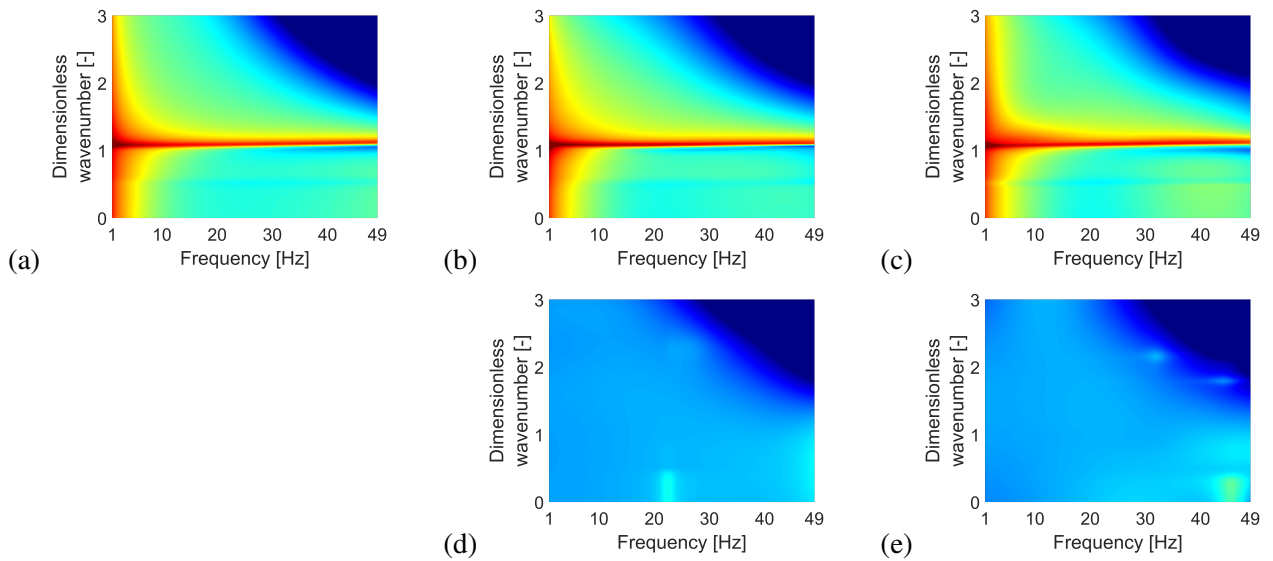 3
2
1
0
Dimensionless
wavenumber [-]
1 10 20 30 40 49
Frequency [Hz]
(a)
3
2
1
0
Dimensionless
wavenumber [-]
1 10 20 30 40 49
Frequency [Hz]
(b)
3
2
1
0
Dimensionless
wavenumber [-]
1 10 20 30 40 49
Frequency [Hz]
(c)
3
2
1
0
Dimensionless
wavenumber [-]
1 10 20 30 40 49
Frequency [Hz]
(d)
3
2
1
0
Dimensionless
wavenumber [-]
1 10 20 30 40 49
Frequency [Hz]
(e)